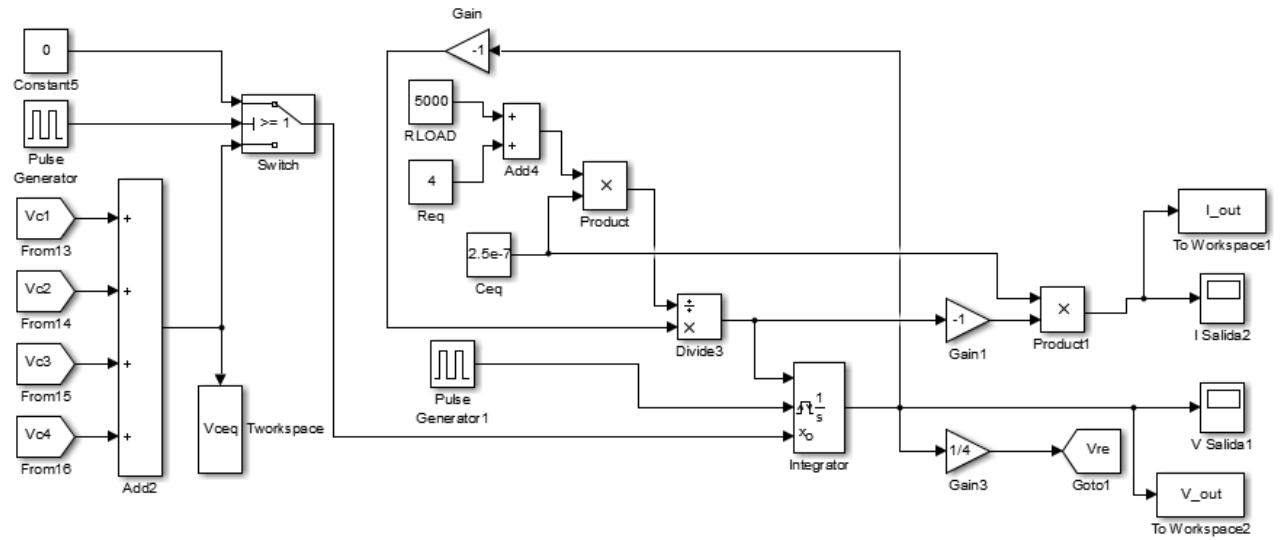 Gain
-1
0
Constant5
5000
RLOAD
+
+
Add4
>= 1
Switch
Pulse
Generator
4
Req
×
Product
Vc1
From13
+
Vc2
From14
+
Vc3
From15
+
Vc4
From16
+
Add2
Vceq
Tworkspace
2.5e-7
Ceq
÷
×
Divide3
Pulse
Generator1
1
s
xo
Integrator
-1
Gain1
×
Product1
I_out
To Workspace1
I Salida2
V Salida1
1/4
Gain3
Vre
Goto1
V_out
To Workspace2